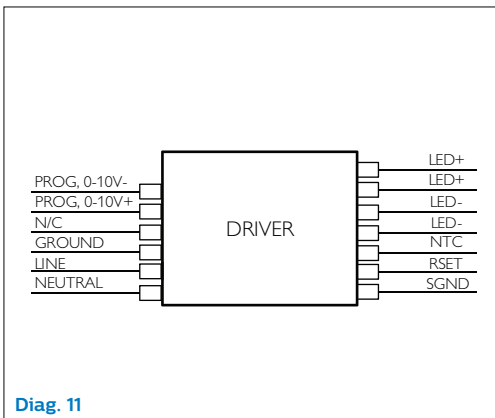 PROG, 0-10V-
PROG, 0-10V+
N/C
GROUND
LINE
NEUTRAL
DRIVER
LED+
LED+
LED-
LED-
NTC
RSET
SGND
Diag. 11